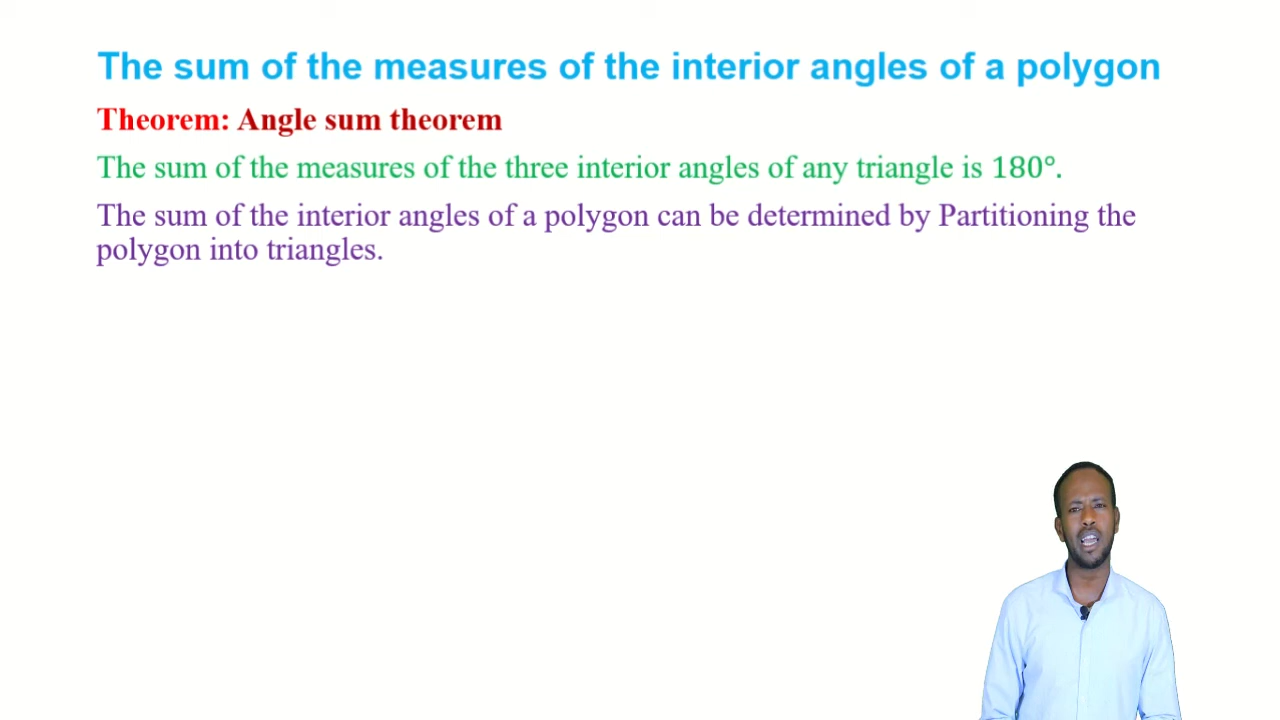 The sum of the measures of the interior angles of a polygon
Theorem: Angle sum theorem
The sum of the measures of the three interior angles of any triangle is 180°.
The sum of the interior angles of a polygon can be determined by Partitioning the
polygon into triangles.